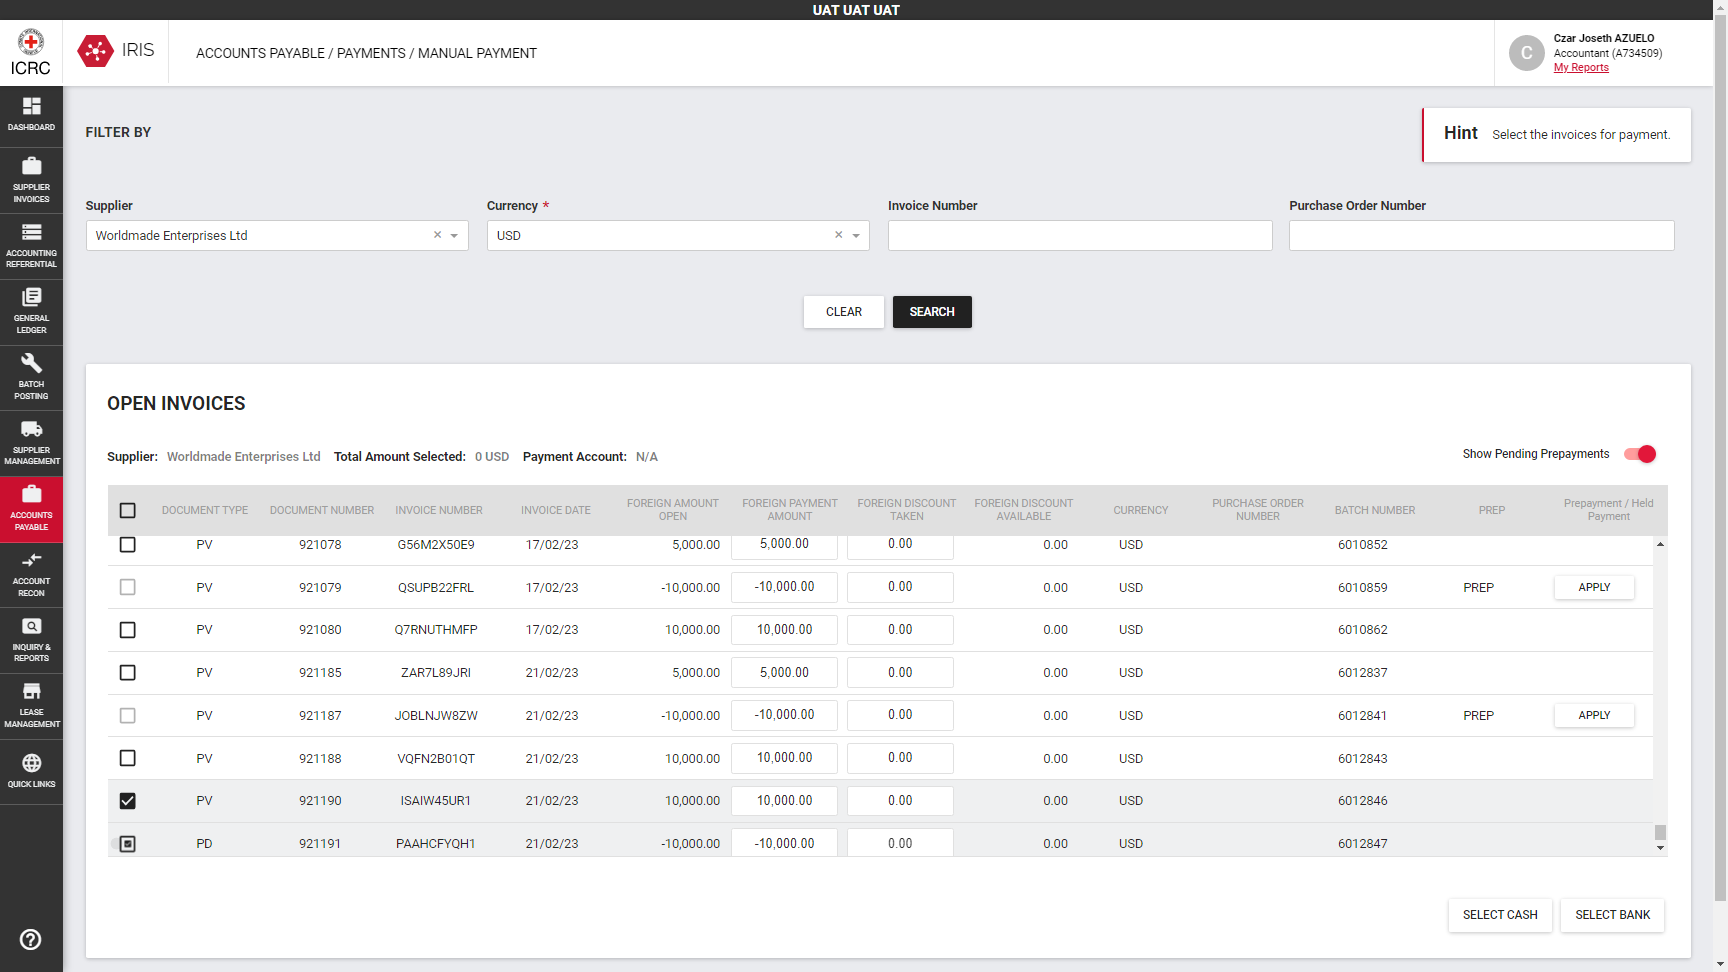 UAT UAT UAT
ICRC
IRIS
ACCOUNTS PAYABLE / PAYMENTS / MANUAL PAYMENT
C
Czar Joseth AZUELO
Accountant (A734509)
My Reports
DASHBOARD
SUPPLIER
INVOICES
ACCOUNTING
REFERENTIAL
GENERAL
LEDGER
BATCH
POSTING
SUPPLIER
MANAGEMENT
ACCOUNTS
PAYABLE
ACCOUNT
RECON
INQUIRY &
REPORTS
LEASE
MANAGEMENT
QUICK LINKS
FILTER BY
Hint Select the invoices for payment.
Supplier Currency * Invoice Number Purchase Order Number
Worldmade Enterprises Ltd × USD ×
CLEAR SEARCH
OPEN INVOICES
Supplier: Worldmade Enterprises Ltd Total Amount Selected: 0 USD Payment Account: N/A Show Pending Prepayments
DOCUMENT TYPE DOCUMENT NUMBER INVOICE NUMBER INVOICE DATE FOREIGN AMOUNT OPEN FOREIGN PAYMENT AMOUNT FOREIGN DISCOUNT TAKEN FOREIGN DISCOUNT AVAILABLE CURRENCY PURCHASE ORDER NUMBER BATCH NUMBER PREP Prepayment / Held Payment
PV 921078 G56M2X50E9 17/02/23 5,000.00 5,000.00 0.00 0.00 USD 6010852
PV 921079 QSUPB22FRL 17/02/23 -10,000.00 -10,000.00 0.00 0.00 USD 6010859 PREP APPLY
PV 921080 Q7RNUTHMFP 17/02/23 10,000.00 10,000.00 0.00 0.00 USD 6010862
PV 921185 ZAR7L89JRI 21/02/23 5,000.00 5,000.00 0.00 0.00 USD 6012837
PV 921187 JOBLNJW8ZW 21/02/23 -10,000.00 -10,000.00 0.00 0.00 USD 6012841 PREP APPLY
PV 921188 VQFN2B01QT 21/02/23 10,000.00 10,000.00 0.00 0.00 USD 6012843
PV 921190 ISAIW45UR1 21/02/23 10,000.00 10,000.00 0.00 0.00 USD 6012846
PD 921191 PAAHCFYQH1 21/02/23 -10,000.00 -10,000.00 0.00 0.00 USD 6012847
SELECT CASH SELECT BANK